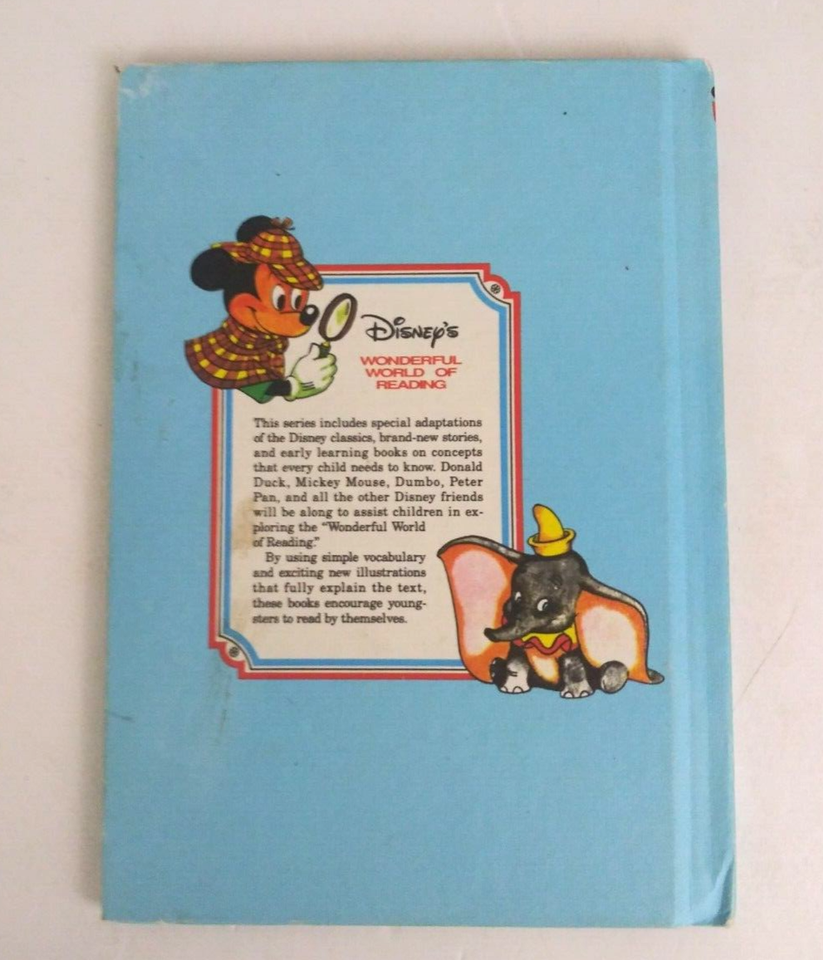 Disney's
WONDERFUL
WORLD OF
READING
This series includes special adaptations
of the Disney classics, brand-new stories,
and early learning books on concepts
that every child needs to know. Donald
Duck, Mickey Mouse, Dumbo, Peter
Pan, and all the other Disney friends
will be along to assist children in ex-
ploring the "Wonderful World
of Reading."
By using simple vocabulary
and exciting new illustrations
that fully explain the text,
these books encourage young-
sters to read by themselves.